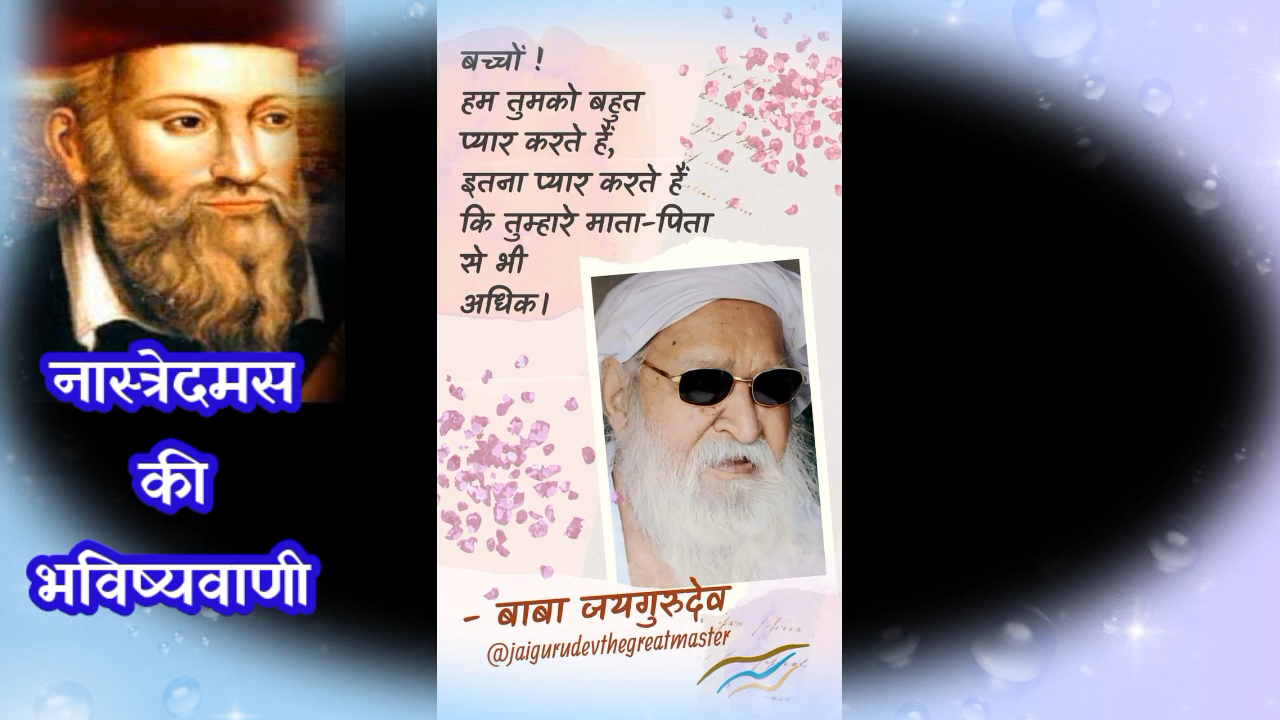 नास्त्रेदमस
की
भविष्यवाणी
बच्चों !
हम तुमको बहुत
प्यार करते हैं,
इतना प्यार करते हैं
कि तुम्हारे माता-पिता
से भी
अधिक।
- बाबा जयगुरुदेव
@jaigurudevthegreatmaster